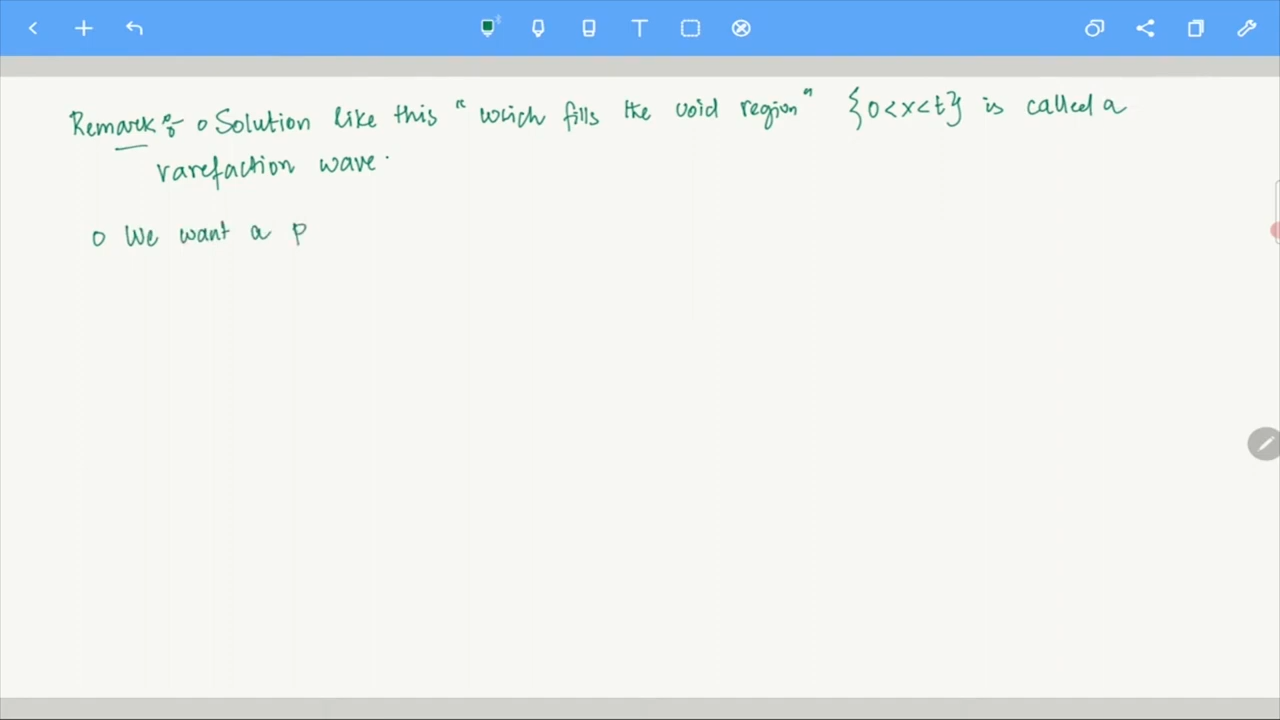 Remark :- o Solution like this "which fills the void region" {0<x<t} is called a
rarefaction wave.
o We want a p